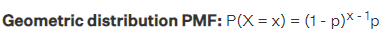 Geometric distribution PMF: P(X = x) = (1 - p)ˣ ⁻ ¹p